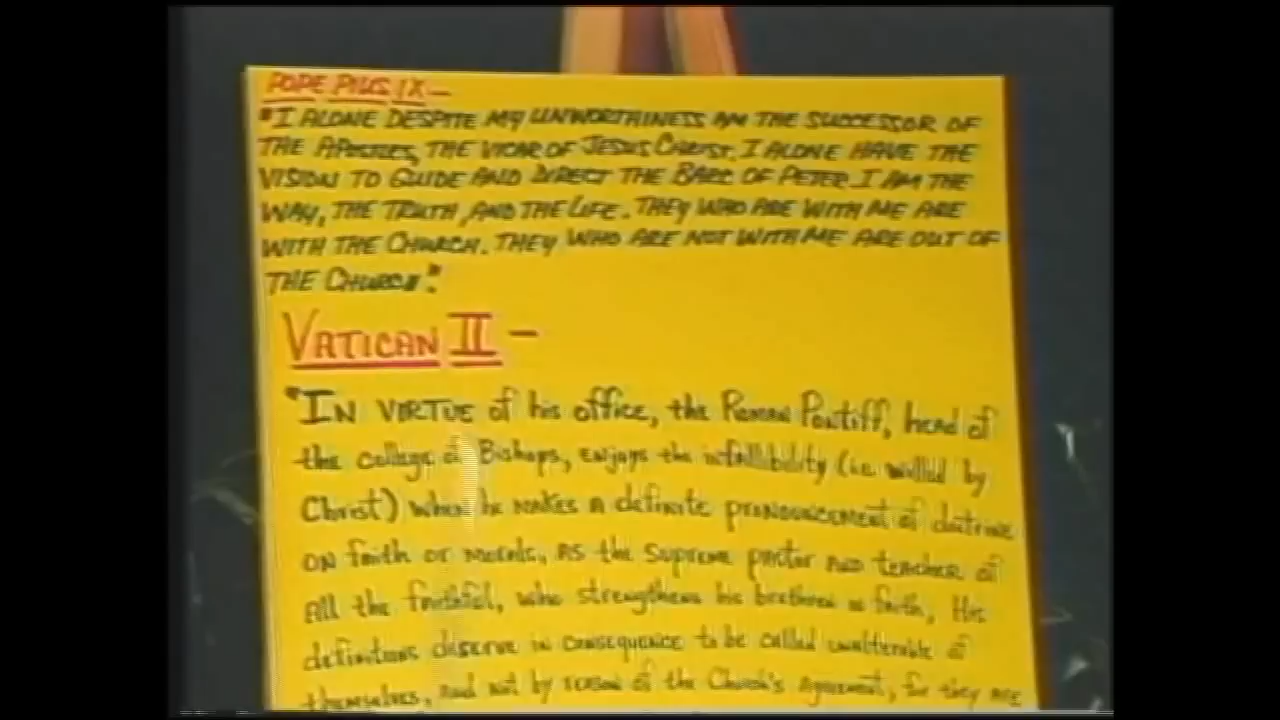 POPE PIUS IX—
"I ALONE DESPITE MY UNWORTHINESS AM THE SUCCESSOR OF
THE APOSTLES, THE VICAR OF JESUS CHRIST. I ALONE HAVE THE
VISION TO GUIDE AND DIRECT THE BARC OF PETER. I AM THE
WAY, THE TRUTH, AND THE LIFE. THEY WHO ARE WITH ME ARE
WITH THE CHURCH. THEY WHO ARE NOT WITH ME ARE OUT OF
THE CHURCH."
VATICAN II —
"IN VIRTUE of his office, the ROMAN Pontiff, head of
the college of Bishops, enjoys the infallibility (i.e. willed by
Christ) when he makes a definite pronouncement of doctrine
on faith or morals, as the supreme pastor and teacher of
all the faithful, who strengthens his brethren in faith, His
definitions deserve in consequence to be called unalterable of
themselves, and not by reason of the Church's Agreement, for they are